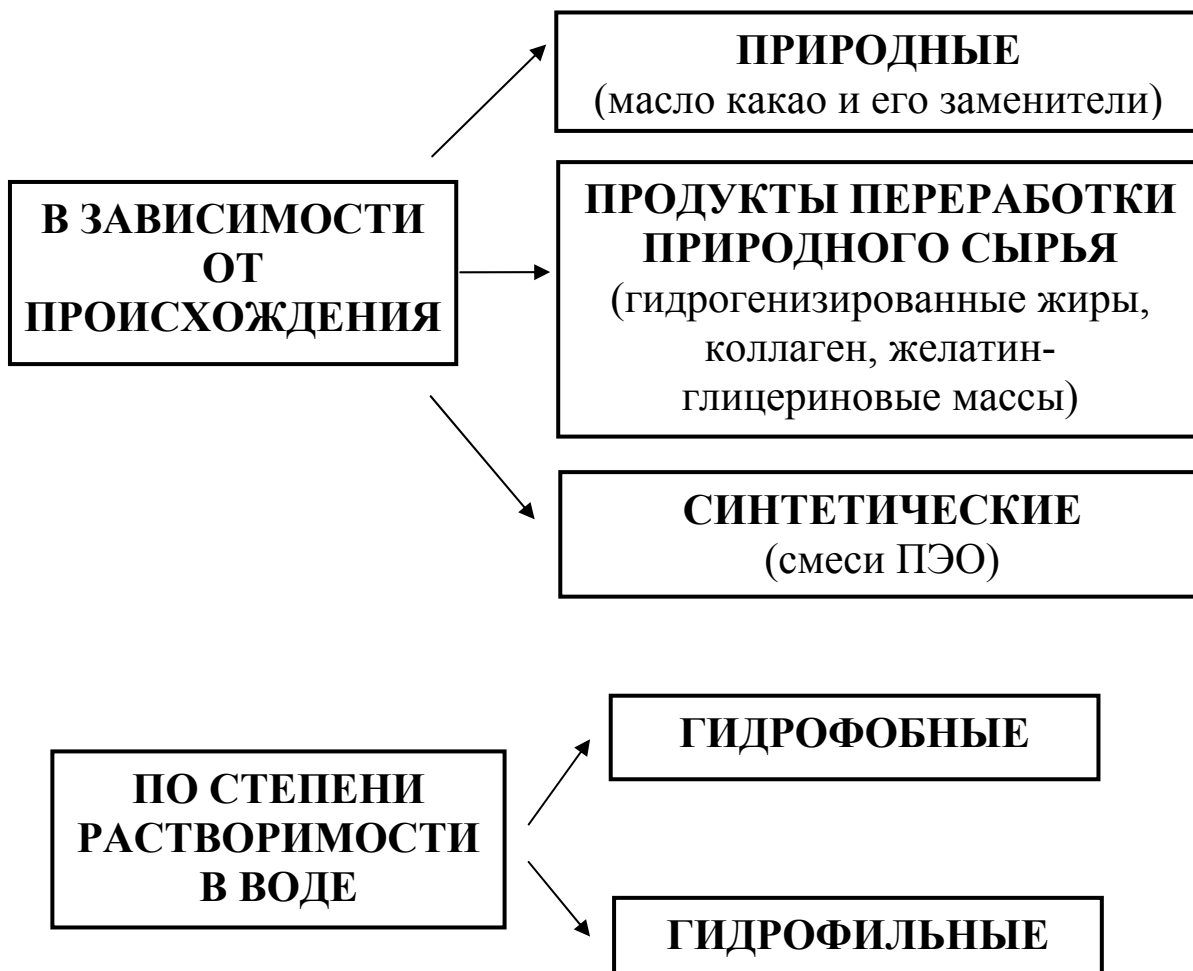 ПРИРОДНЫЕ
(масло какао и его заменители)
В ЗАВИСИМОСТИ
ОТ
ПРОИСХОЖДЕНИЯ
ПРОДУКТЫ ПЕРЕРАБОТКИ
ПРИРОДНОГО СЫРЬЯ
(гидрогенизированные жиры,
коллаген, желатин-
глицериновые массы)
СИНТЕТИЧЕСКИЕ
(смеси ПЭО)
ПО СТЕПЕНИ
РАСТВОРИМОСТИ
В ВОДЕ
ГИДРОФОБНЫЕ
ГИДРОФИЛЬНЫЕ